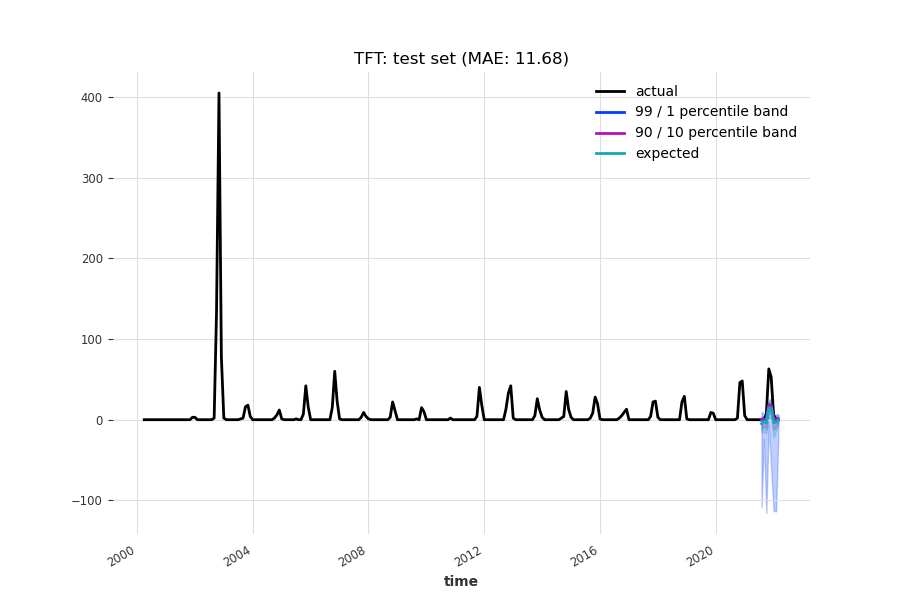 TFT: test set (MAE: 11.68)
actual
99 / 1 percentile band
90 / 10 percentile band
expected
400
300
200
100
0
−100
2000
2004
2008
2012
2016
2020
time